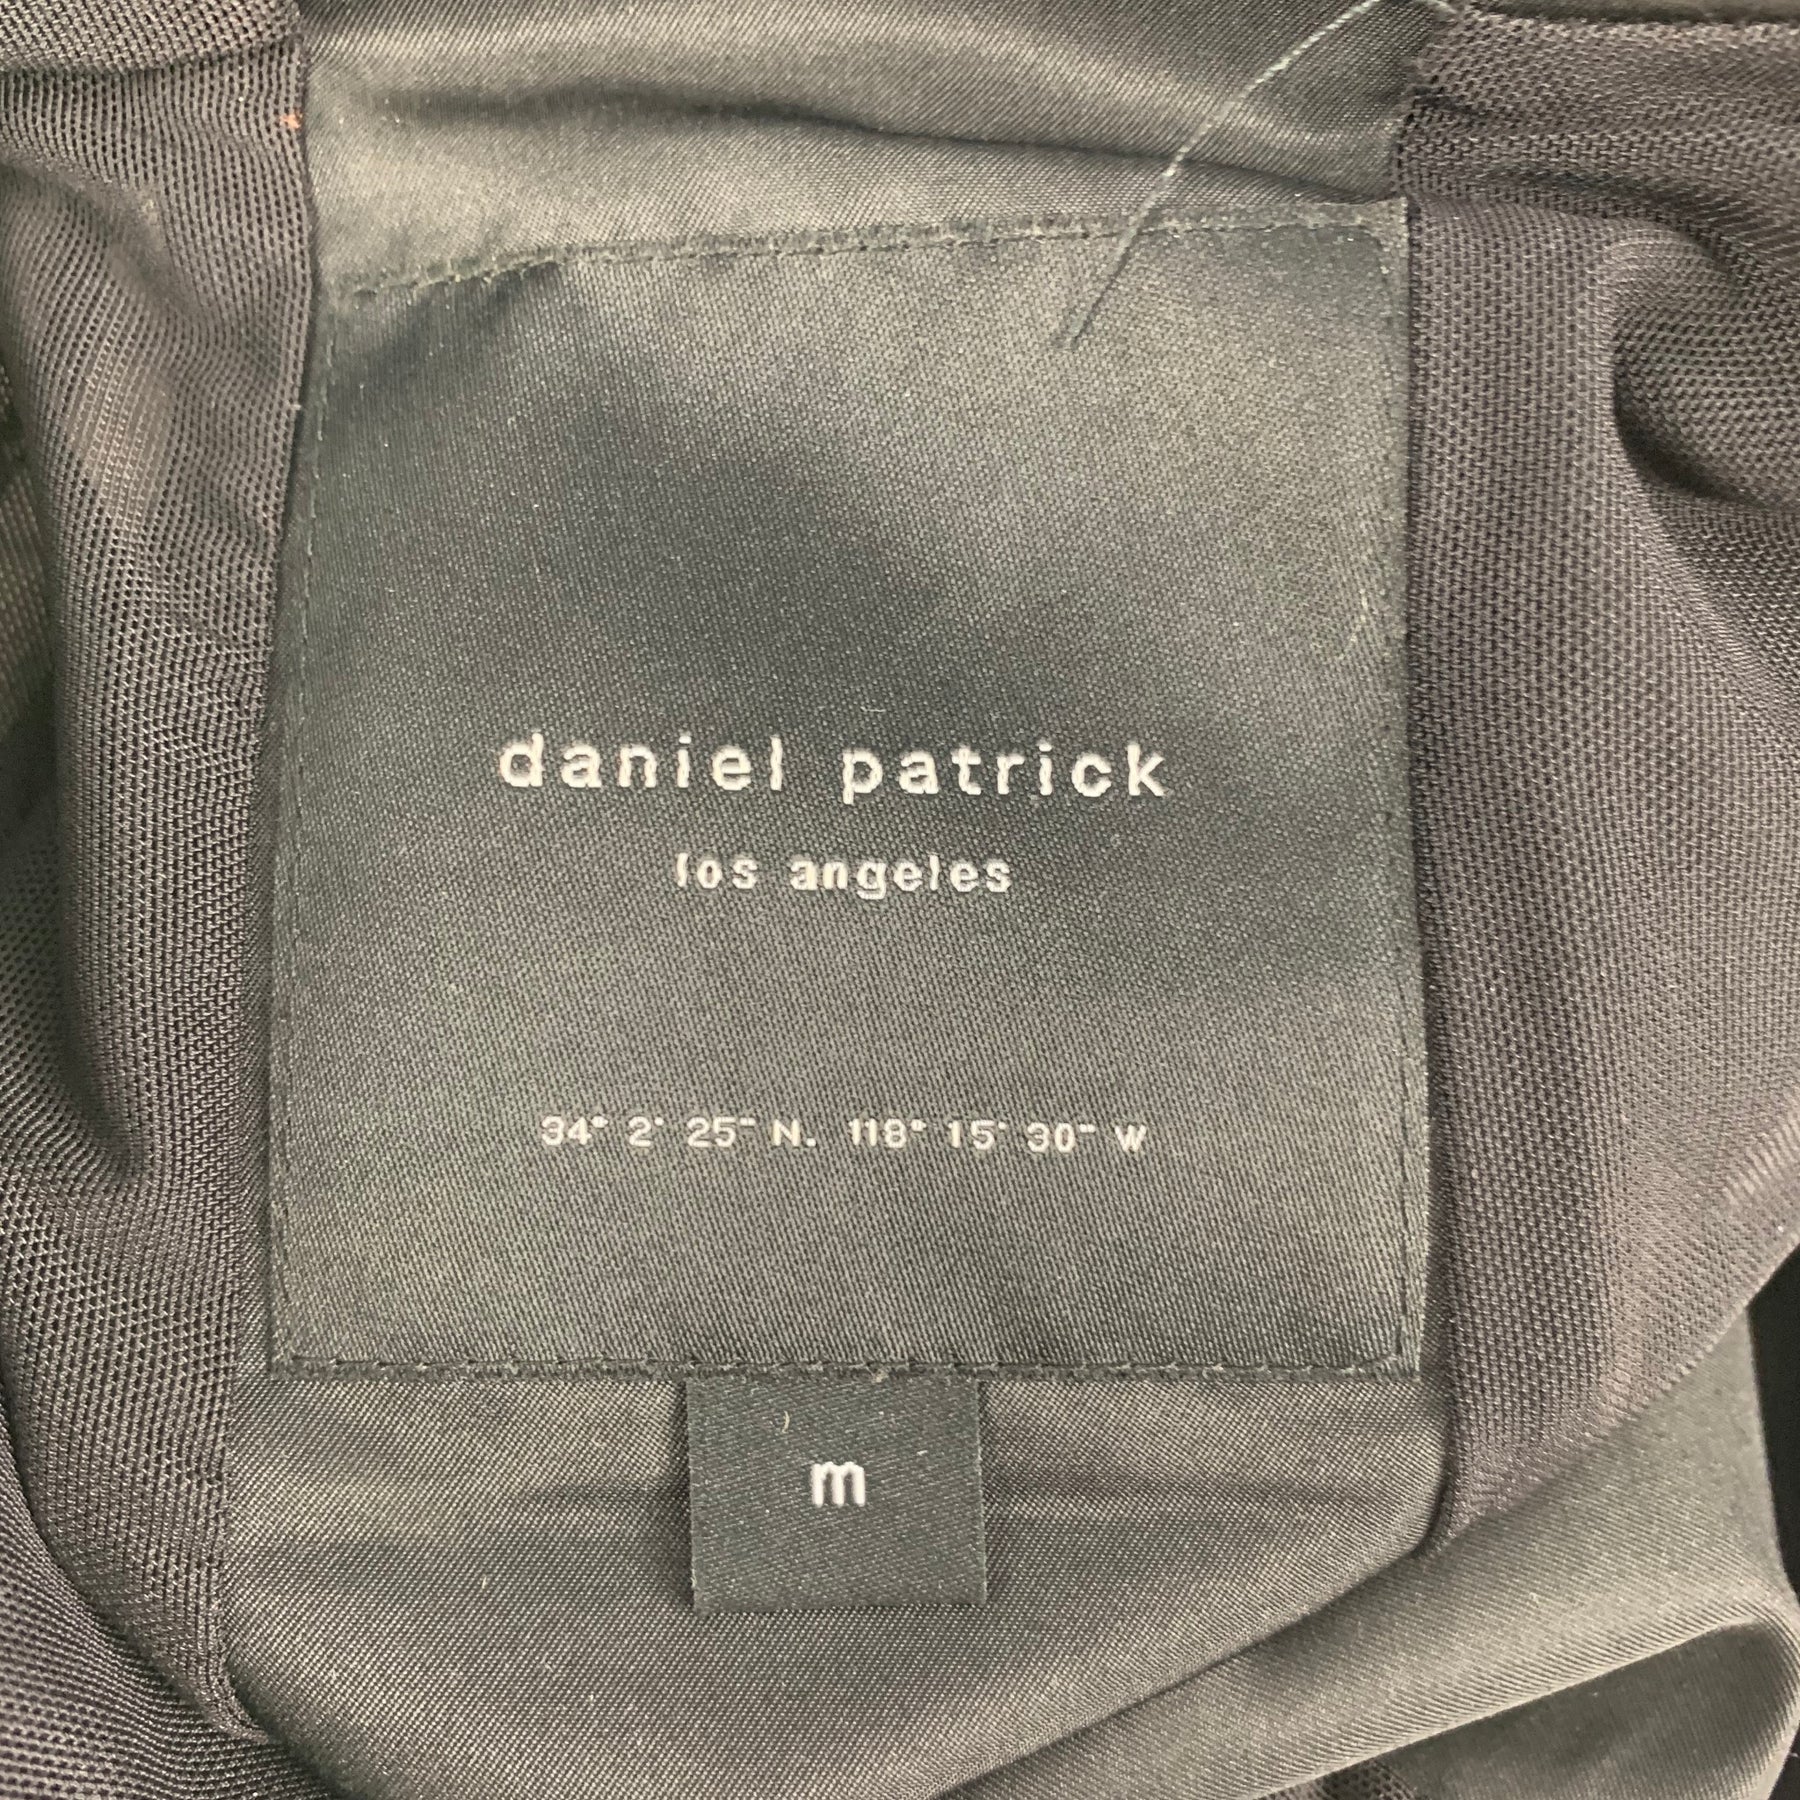 daniel patrick
los angeles
34° 2' 25" N. 118° 15' 30" W
m